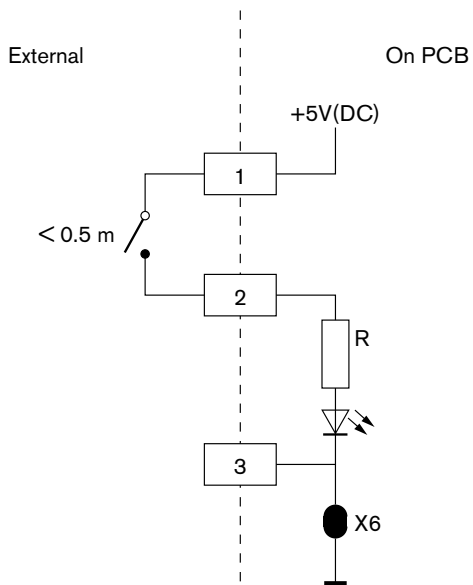 External
On PCB
+5V(DC)
1
< 0.5 m
2
R
3
X6